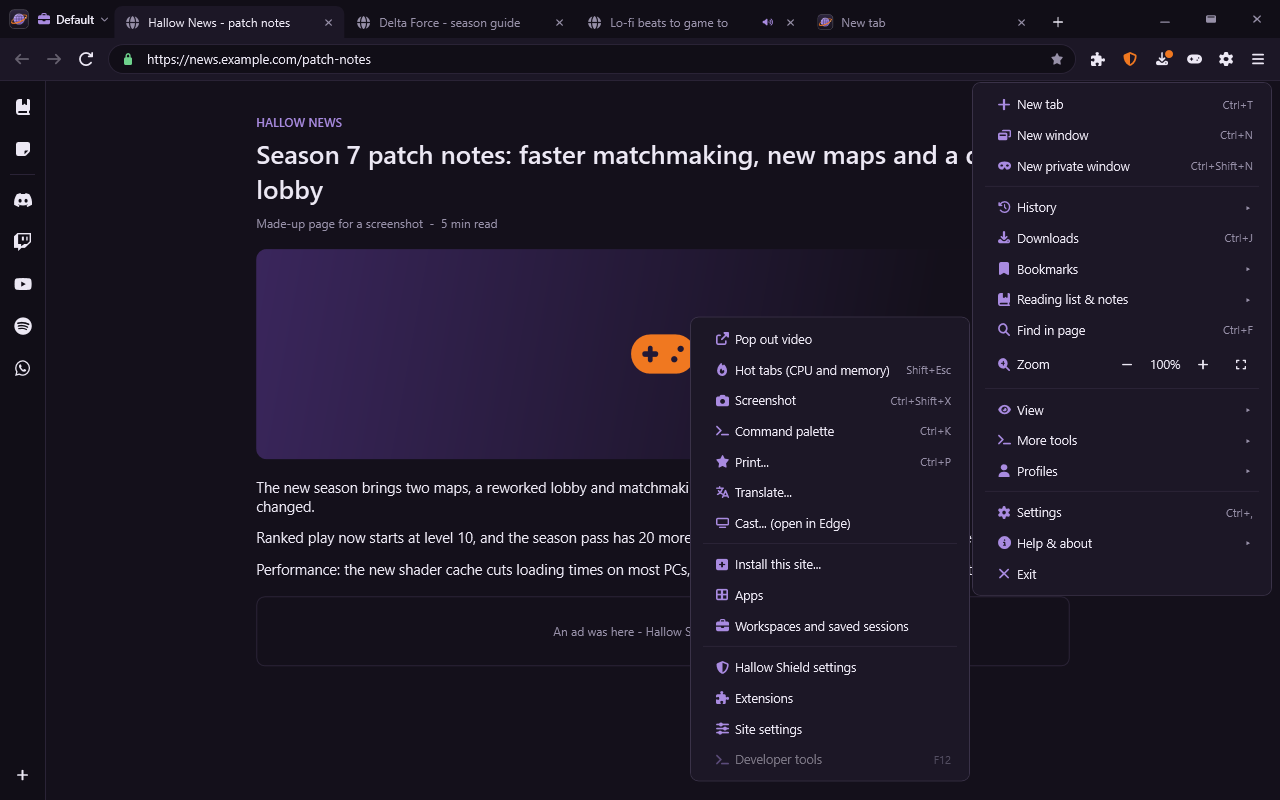 Default
Hallow News - patch notes
Delta Force - season guide
Lo-fi beats to game to
New tab
https://news.example.com/patch-notes
HALLOW NEWS
Season 7 patch notes: faster matchmaking, new maps and a
lobby
Made-up page for a screenshot - 5 min read
The new season brings two maps, a reworked lobby and
changed.
Ranked play now starts at level 10, and the season pass has 20 more
Performance: the new shader cache cuts loading times on most PCs,
An ad was here - Hallow
New tab Ctrl+T
New window Ctrl+N
New private window Ctrl+Shift+N
History
Downloads Ctrl+J
Bookmarks
Reading list & notes
Find in page Ctrl+F
Zoom 100%
View
More tools
Profiles
Settings Ctrl+,
Help & about
Exit
Pop out video
Hot tabs (CPU and memory) Shift+Esc
Screenshot Ctrl+Shift+X
Command palette Ctrl+K
Print... Ctrl+P
Translate...
Cast... (open in Edge)
Install this site...
Apps
Workspaces and saved sessions
Hallow Shield settings
Extensions
Site settings
Developer tools F12